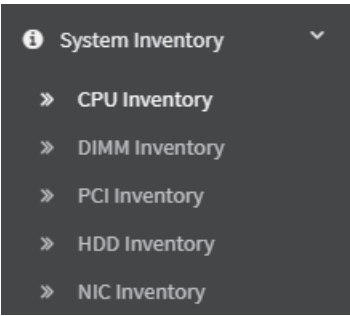 System Inventory
CPU Inventory
DIMM Inventory
PCI Inventory
HDD Inventory
NIC Inventory